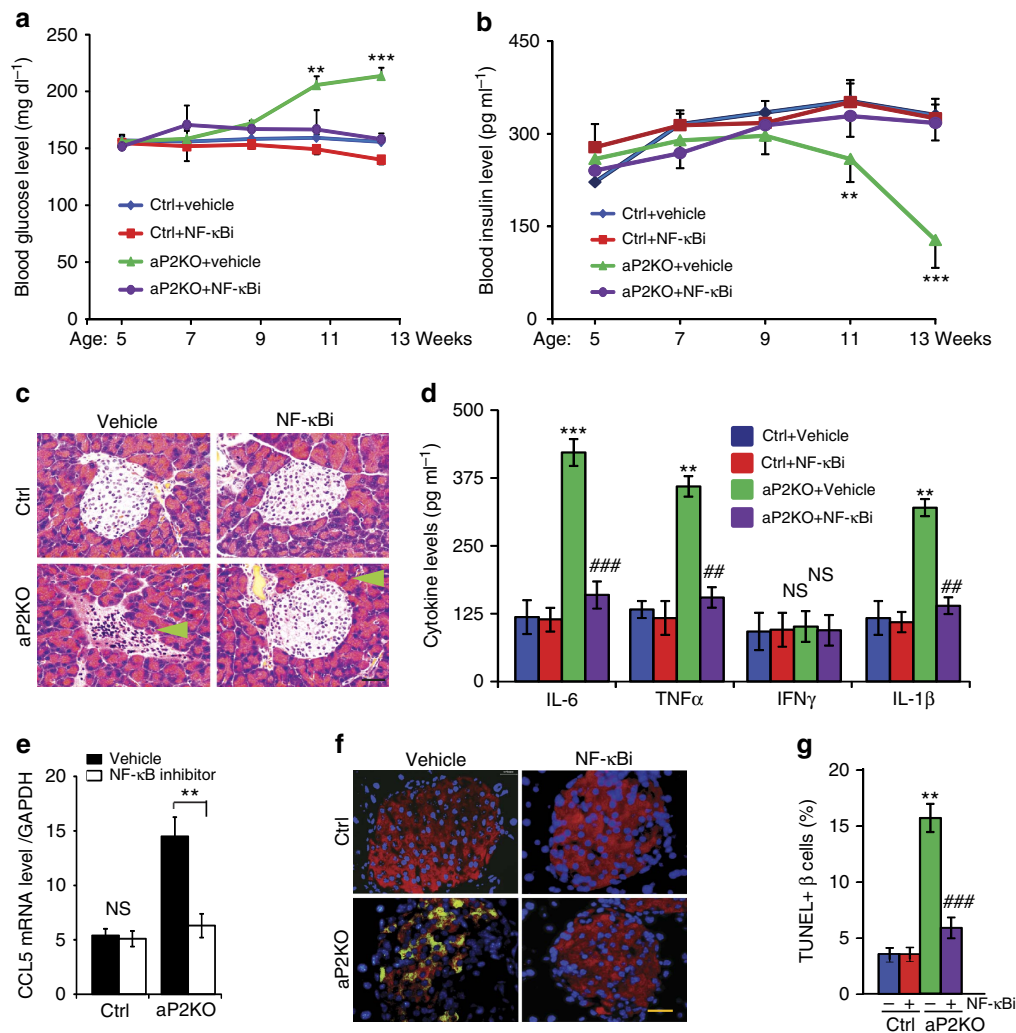 a
Blood glucose level (mg dl⁻¹)
250
200
150
100
50
0
** ***
Ctrl+vehicle
Ctrl+NF-κBi
aP2KO+vehicle
aP2KO+NF-κBi
Age: 5 7 9 11 13 Weeks
b
Blood insulin level (pg ml⁻¹)
450
300
150
0
**
***
Ctrl+vehicle
Ctrl+NF-κBi
aP2KO+vehicle
aP2KO+NF-κBi
Age: 5 7 9 11 13 Weeks
c
Vehicle NF-κBi
Ctrl
aP2KO
d
Cytokine levels (pg ml⁻¹)
500
375
250
125
0
Ctrl+Vehicle
Ctrl+NF-κBi
aP2KO+Vehicle
aP2KO+NF-κBi
*** ** **
### ## ##
NS NS
IL-6 TNFα IFNγ IL-1β
e
CCL5 mRNA level /GAPDH
Vehicle
NF-κB inhibitor
20
15
10
5
0
**
NS
Ctrl aP2KO
f
Vehicle NF-κBi
Ctrl
aP2KO
g
TUNEL+ β cells (%)
20
15
10
5
0
**
###
− + − + NF-κBi
Ctrl aP2KO